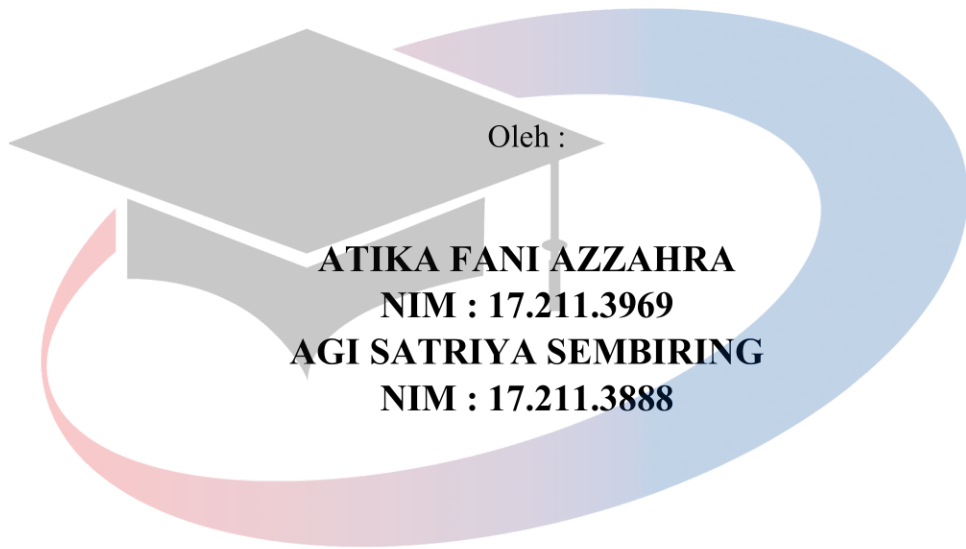 Oleh :
ATIKA FANI AZZAHRA
NIM : 17.211.3969
AGI SATRIYA SEMBIRING
NIM : 17.211.3888